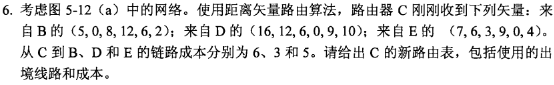 6. 考虑图 5-12（a）中的网络。使用距离矢量路由算法，路由器 C 刚刚收到下列矢量：来
自 B 的（5, 0, 8, 12, 6, 2）；来自 D 的（16, 12, 6, 0, 9, 10）；来自 E 的 （7, 6, 3, 9, 0, 4）。
从 C 到 B、D 和 E 的链路成本分别为 6、3 和 5。请给出 C 的新路由表，包括使用的出
境线路和成本。